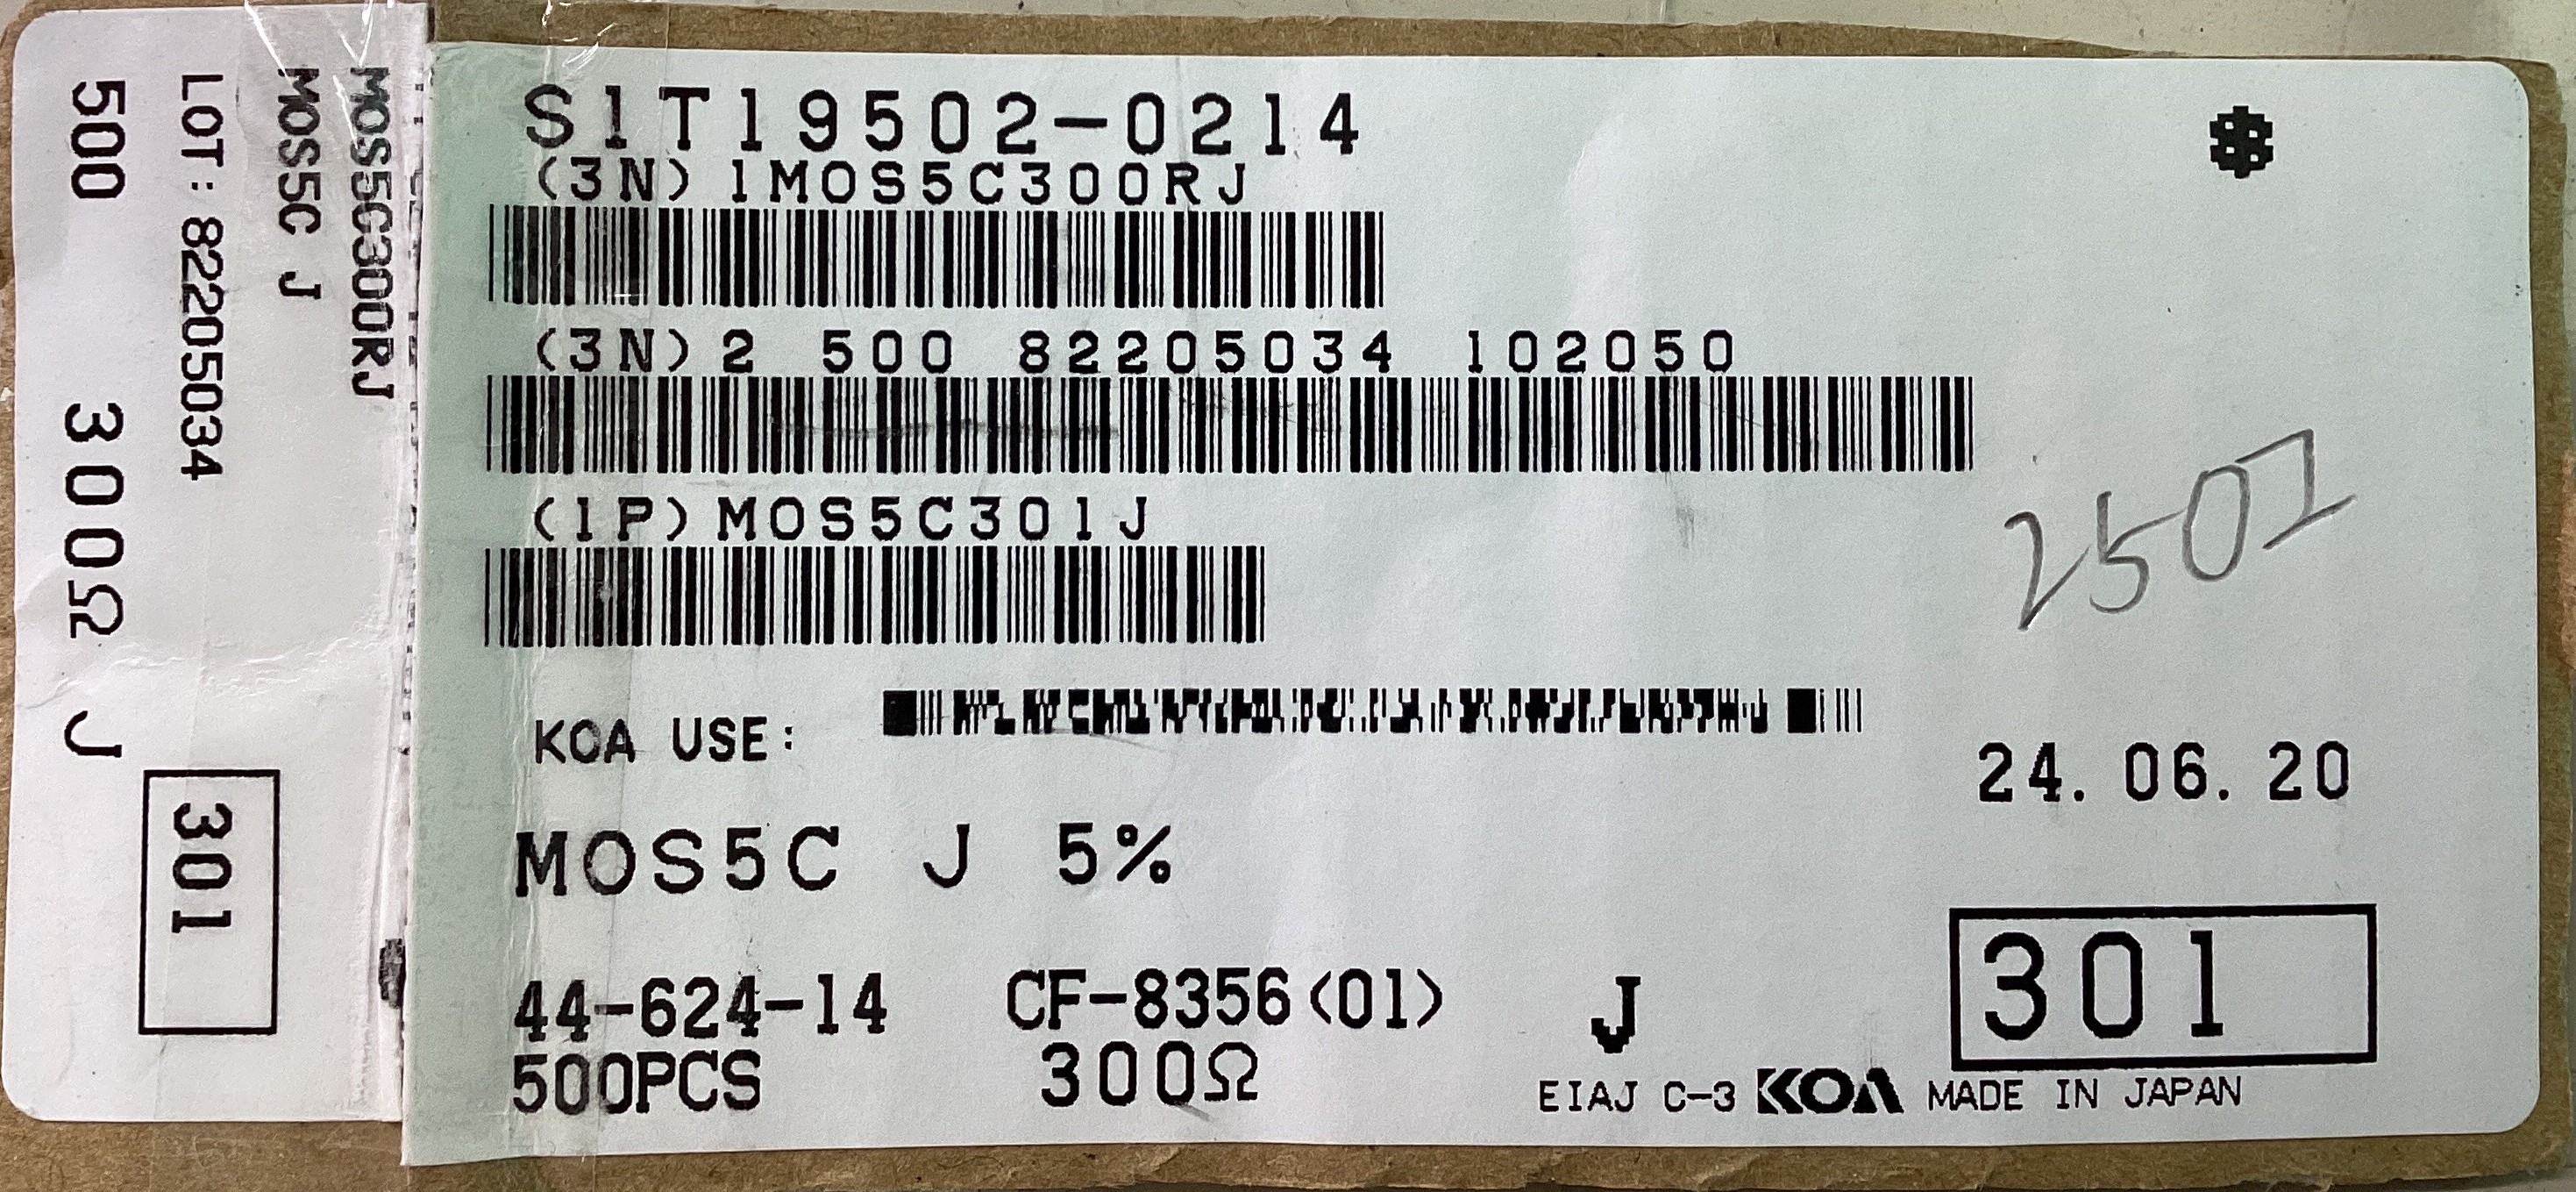 S1T19502-0214
(3N)1MOS5C300RJ
(3N)2 500 82205034 102050
(1P)MOS5C301J
2501
KOA USE:
24.06.20
MOS5C J 5%
44-624-14 CF-8356(01) J 301
500PCS 300Ω
EIAJ C-3 KOA MADE IN JAPAN
MOS5C300RJ
MOS5C J
LOT:82205034
500 300Ω J
301